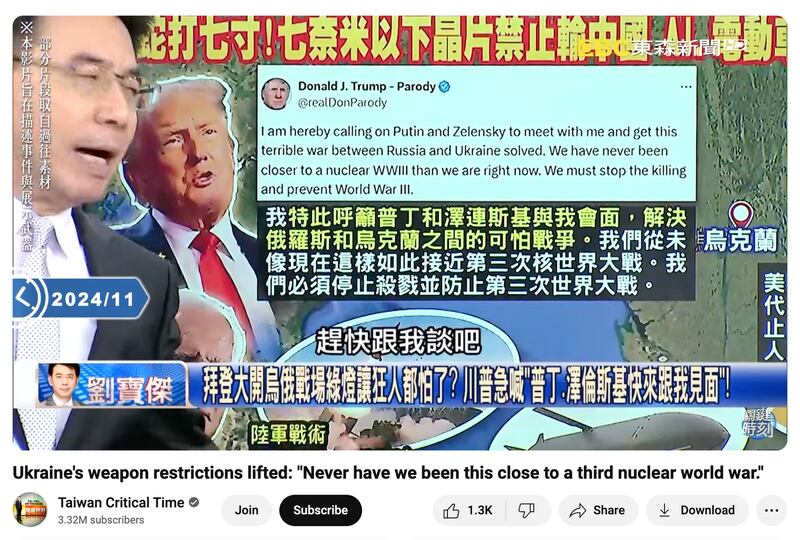 蛇打七寸!七奈米以下晶片禁止輸中國 AI 電動車
EBC 東森新聞
※本影片旨在描述事件與展示武器
部分片段取自過往素材
Donald J. Trump - Parody
@realDonParody
I am hereby calling on Putin and Zelensky to meet with me and get this
terrible war between Russia and Ukraine solved. We have never been
closer to a nuclear WWIII than we are right now. We must stop the killing
and prevent World War III.
我特此呼籲普丁和澤連斯基與我會面，解決
俄羅斯和烏克蘭之間的可怕戰爭。我們從未
像現在這樣如此接近第三次核世界大戰。我
們必須停止殺戮並防止第三次世界大戰。
烏克蘭
2024/11
美代止人
趕快跟我談吧
劉寶傑
拜登大開烏俄戰場綠燈讓狂人都怕了? 川普急喊"普丁.澤倫斯基快來跟我見面"!
陸軍戰術
關鍵
時刻
Ukraine's weapon restrictions lifted: "Never have we been this close to a third nuclear world war."
Taiwan Critical Time
3.32M subscribers
Join
Subscribe
1.3K
Share
Download